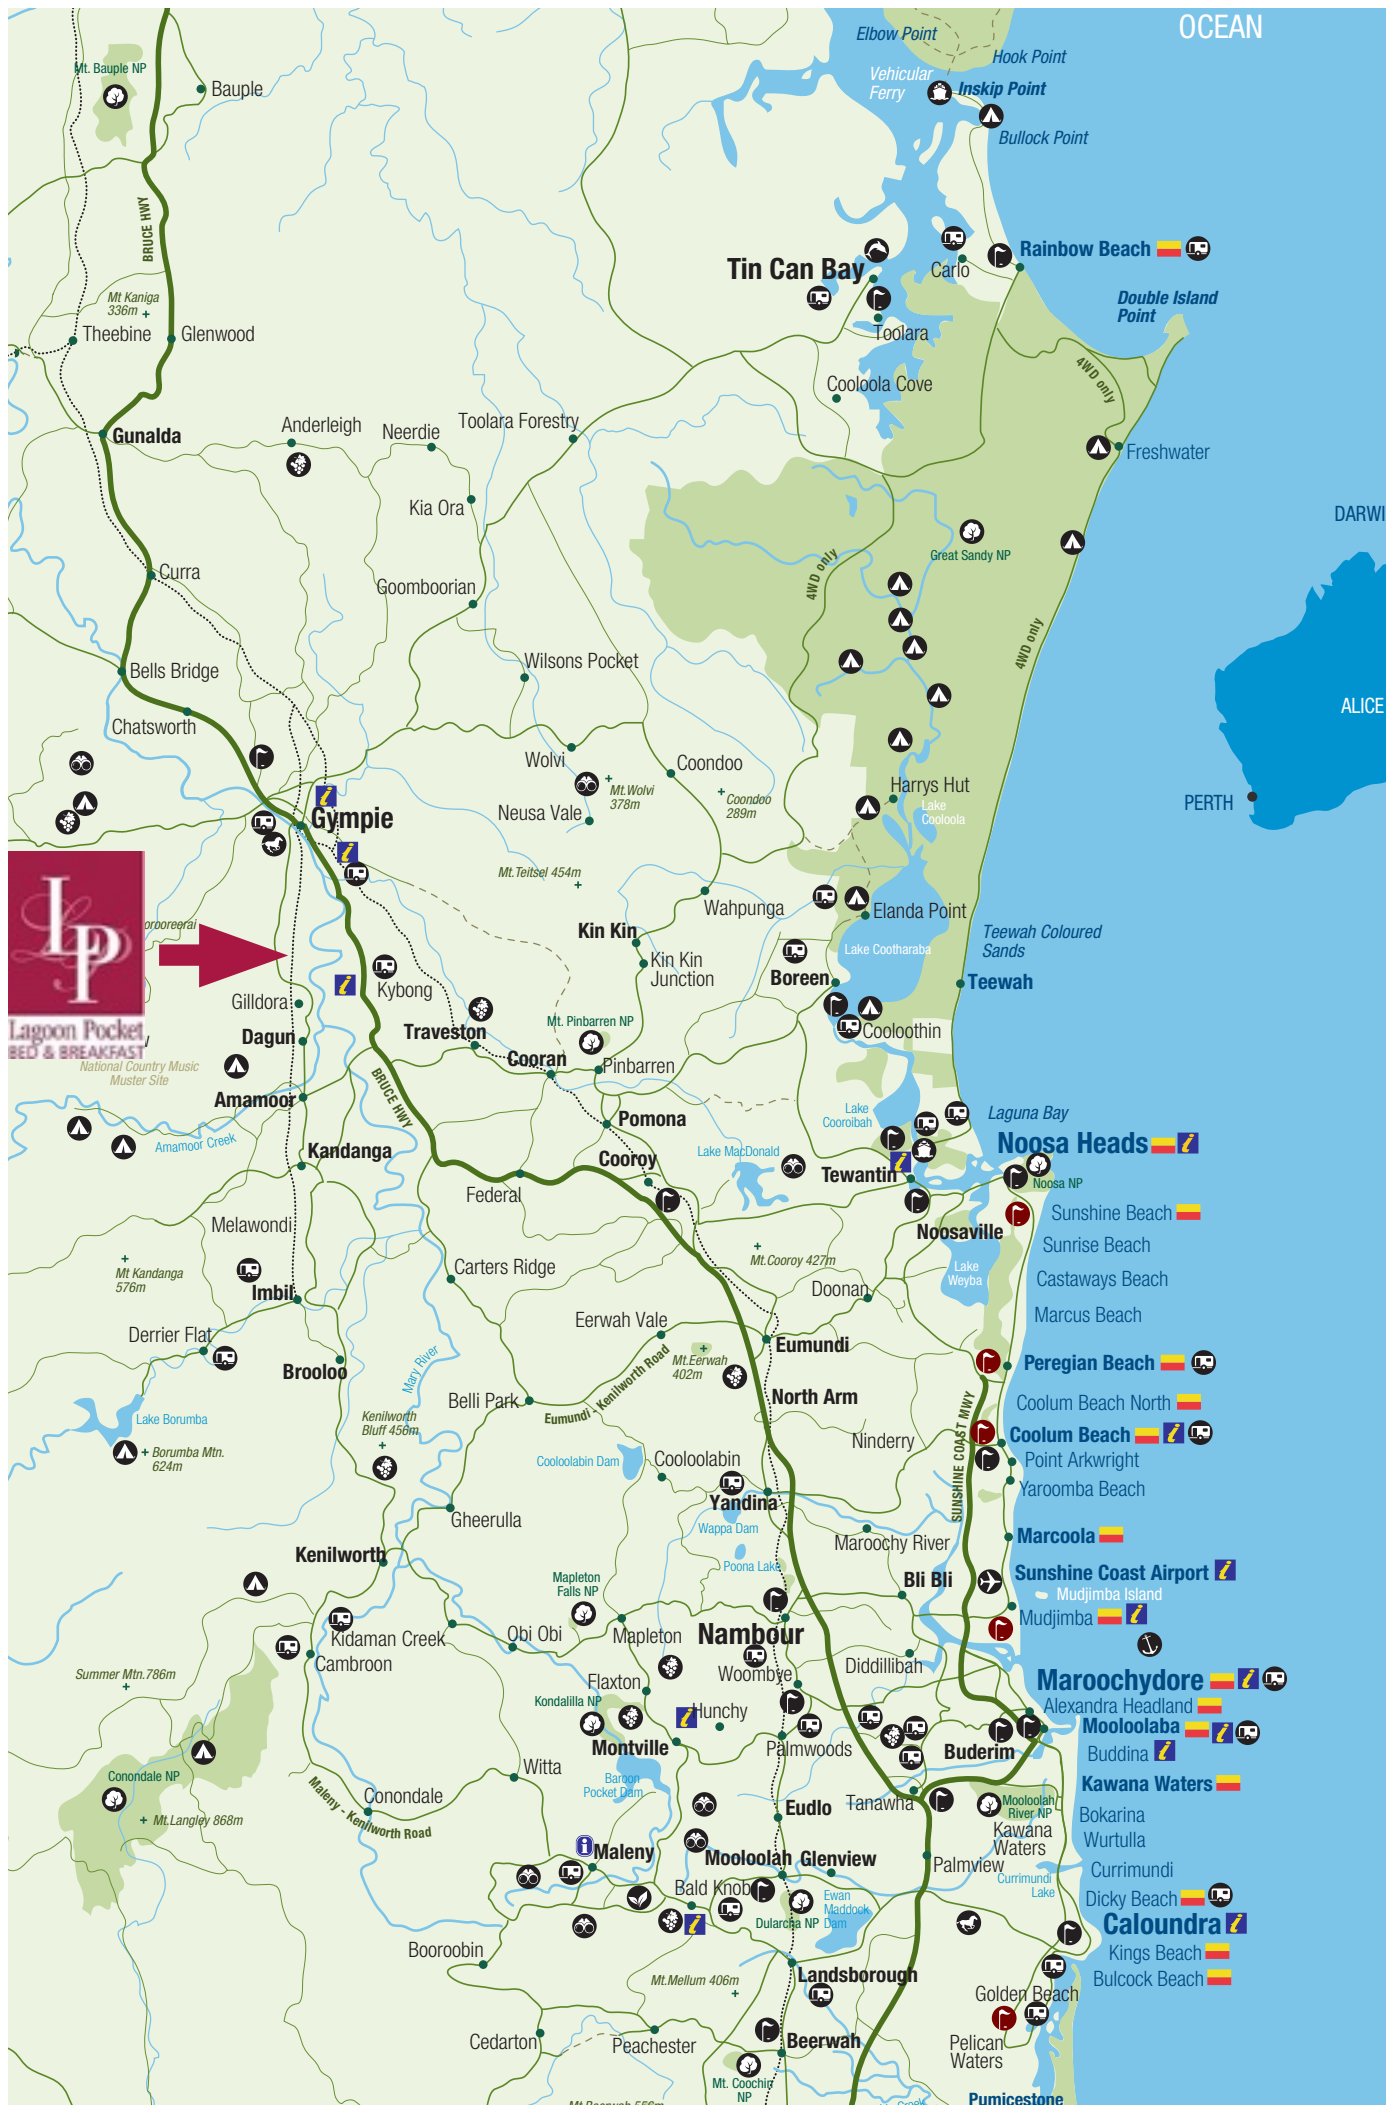 OCEAN
Elbow Point
Hook Point
Vehicular
Ferry
Inskip Point
Bullock Point
Mt. Bauple NP
Bauple
BRUCE HWY
Rainbow Beach
Tin Can Bay
Carlo
Double Island
Point
Mt Kaniga
336m
Theebine
Glenwood
Toolara
4WD only
Cooloola Cove
Gunalda
Anderleigh
Neerdie
Toolara Forestry
Freshwater
Kia Ora
DARWI
Great Sandy NP
Curra
Goomboorian
4WD only
4WD only
Bells Bridge
Wilsons Pocket
Chatsworth
ALICE
Wolvi
Coondoo
Mt.Wolvi
378m
Coondoo
289m
Harrys Hut
Lake
Cooloola
PERTH
Gympie
Neusa Vale
Mt.Teitsel 454m
Wahpunga
Elanda Point
LP
Lagoon Pocket
BED & BREAKFAST
Kin Kin
Kin Kin
Junction
Lake Cootharaba
Teewah Coloured
Sands
Boreen
Teewah
Kybong
Gilldora
Dagun
Traveston
Mt. Pinbarren NP
Cooloothin
Cooran
Pinbarren
National Country Music
Muster Site
Amamoor
BRUCE HWY
Pomona
Lake
Cooroibah
Laguna Bay
Amamoor Creek
Kandanga
Cooroy
Lake MacDonald
Tewantin
Noosa Heads
Noosa NP
Federal
Melawondi
Noosaville
Sunshine Beach
Sunrise Beach
Mt Kandanga
576m
Carters Ridge
Mt.Cooroy 427m
Lake
Weyba
Castaways Beach
Imbil
Doonan
Marcus Beach
Derrier Flat
Eerwah Vale
Eumundi
Mt.Eerwah
402m
Peregian Beach
Brooloo
Mary River
Belli Park
Eumundi - Kenilworth Road
North Arm
SUNSHINE COAST MWY
Coolum Beach North
Lake Borumba
Kenilworth
Bluff 456m
Ninderry
Coolum Beach
Borumba Mtn.
624m
Cooloolabin Dam
Cooloolabin
Point Arkwright
Yaroomba Beach
Yandina
Gheerulla
Wappa Dam
Maroochy River
Marcoola
Kenilworth
Poona Lake
Mapleton
Falls NP
Bli Bli
Sunshine Coast Airport
Mudjimba Island
Mudjimba
Kidaman Creek
Obi Obi
Mapleton
Nambour
Cambroon
Woombye
Diddillibah
Summer Mtn.786m
Flaxton
Maroochydore
Kondalilla NP
Hunchy
Alexandra Headland
Montville
Palmwoods
Buderim
Mooloolaba
Buddina
Witta
Baroon
Pocket Dam
Conondale NP
Kawana Waters
Conondale
Maleny - Kenilworth Road
Mt.Langley 868m
Eudlo
Tanawha
Mooloolah
River NP
Kawana
Waters
Bokarina
Wurtulla
Maleny
Mooloolah
Glenview
Palmview
Currimundi
Currimundi
Lake
Bald Knob
Dularcha NP
Ewan
Maddock
Dam
Dicky Beach
Caloundra
Booroobin
Kings Beach
Landsborough
Bulcock Beach
Mt.Mellum 406m
Golden Beach
Cedarton
Peachester
Beerwah
Pelican
Waters
Mt. Coochin
NP
Pumicestone